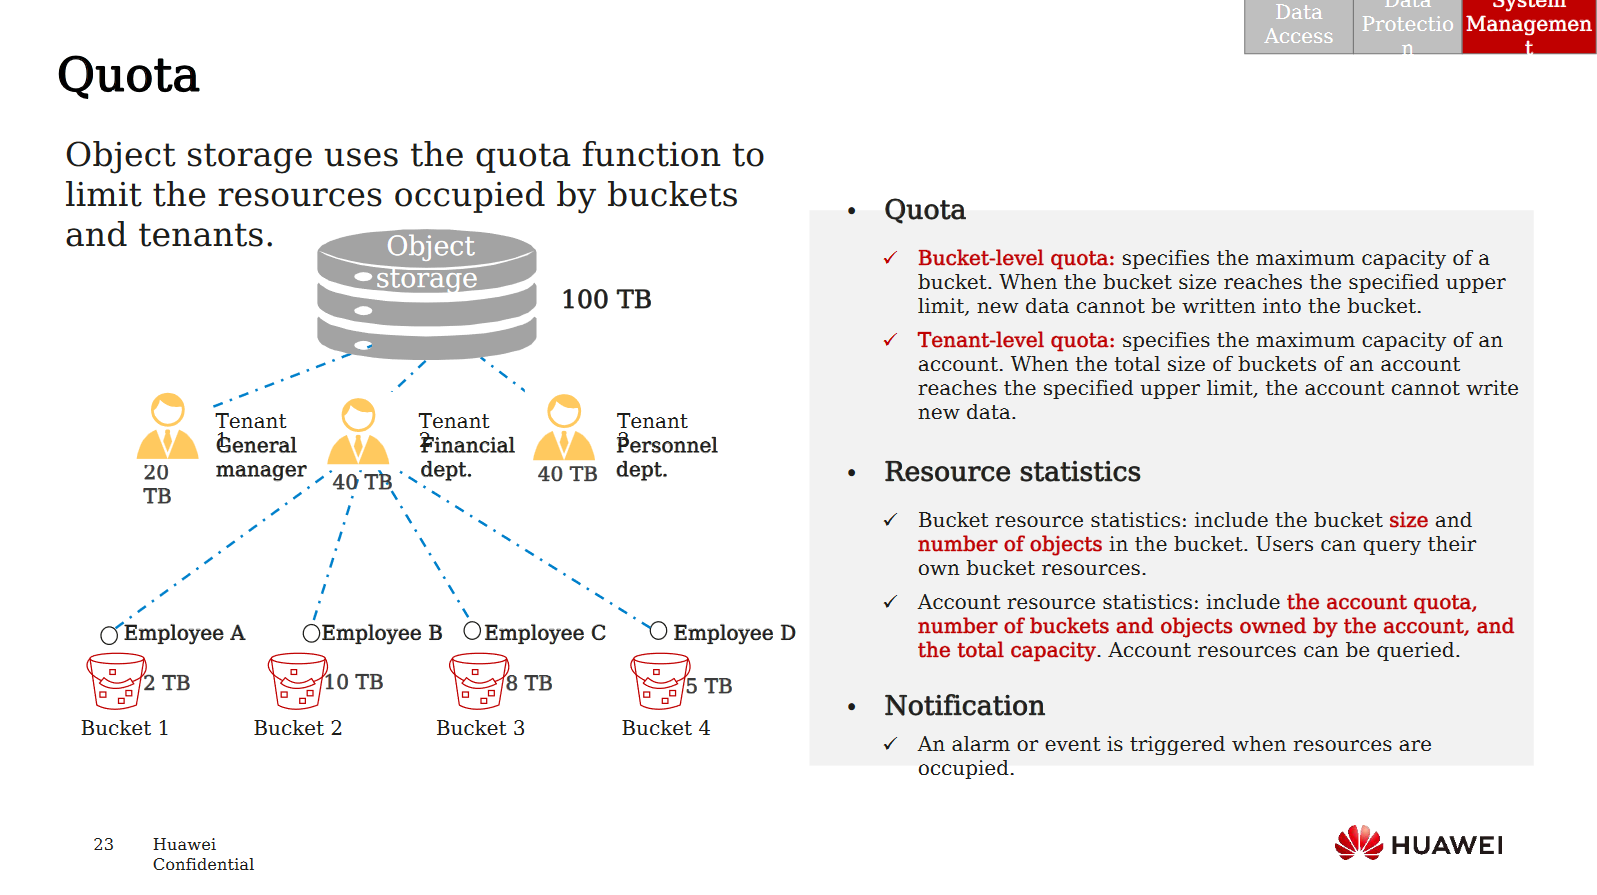 Data
Access
Data
Protectio
n
System
Managemen
t
Quota
Object storage uses the quota function to
limit the resources occupied by buckets
and tenants.
Object
storage
100 TB
Tenant
1
General
manager
20
TB
Tenant
2
Financial
dept.
40 TB
Tenant
3
Personnel
dept.
40 TB
Employee A
Employee B
Employee C
Employee D
2 TB
10 TB
8 TB
5 TB
Bucket 1
Bucket 2
Bucket 3
Bucket 4
• Quota
✓ Bucket-level quota: specifies the maximum capacity of a
bucket. When the bucket size reaches the specified upper
limit, new data cannot be written into the bucket.
✓ Tenant-level quota: specifies the maximum capacity of an
account. When the total size of buckets of an account
reaches the specified upper limit, the account cannot write
new data.
• Resource statistics
✓ Bucket resource statistics: include the bucket size and
number of objects in the bucket. Users can query their
own bucket resources.
✓ Account resource statistics: include the account quota,
number of buckets and objects owned by the account, and
the total capacity. Account resources can be queried.
• Notification
✓ An alarm or event is triggered when resources are
occupied.
23
Huawei
Confidential
HUAWEI